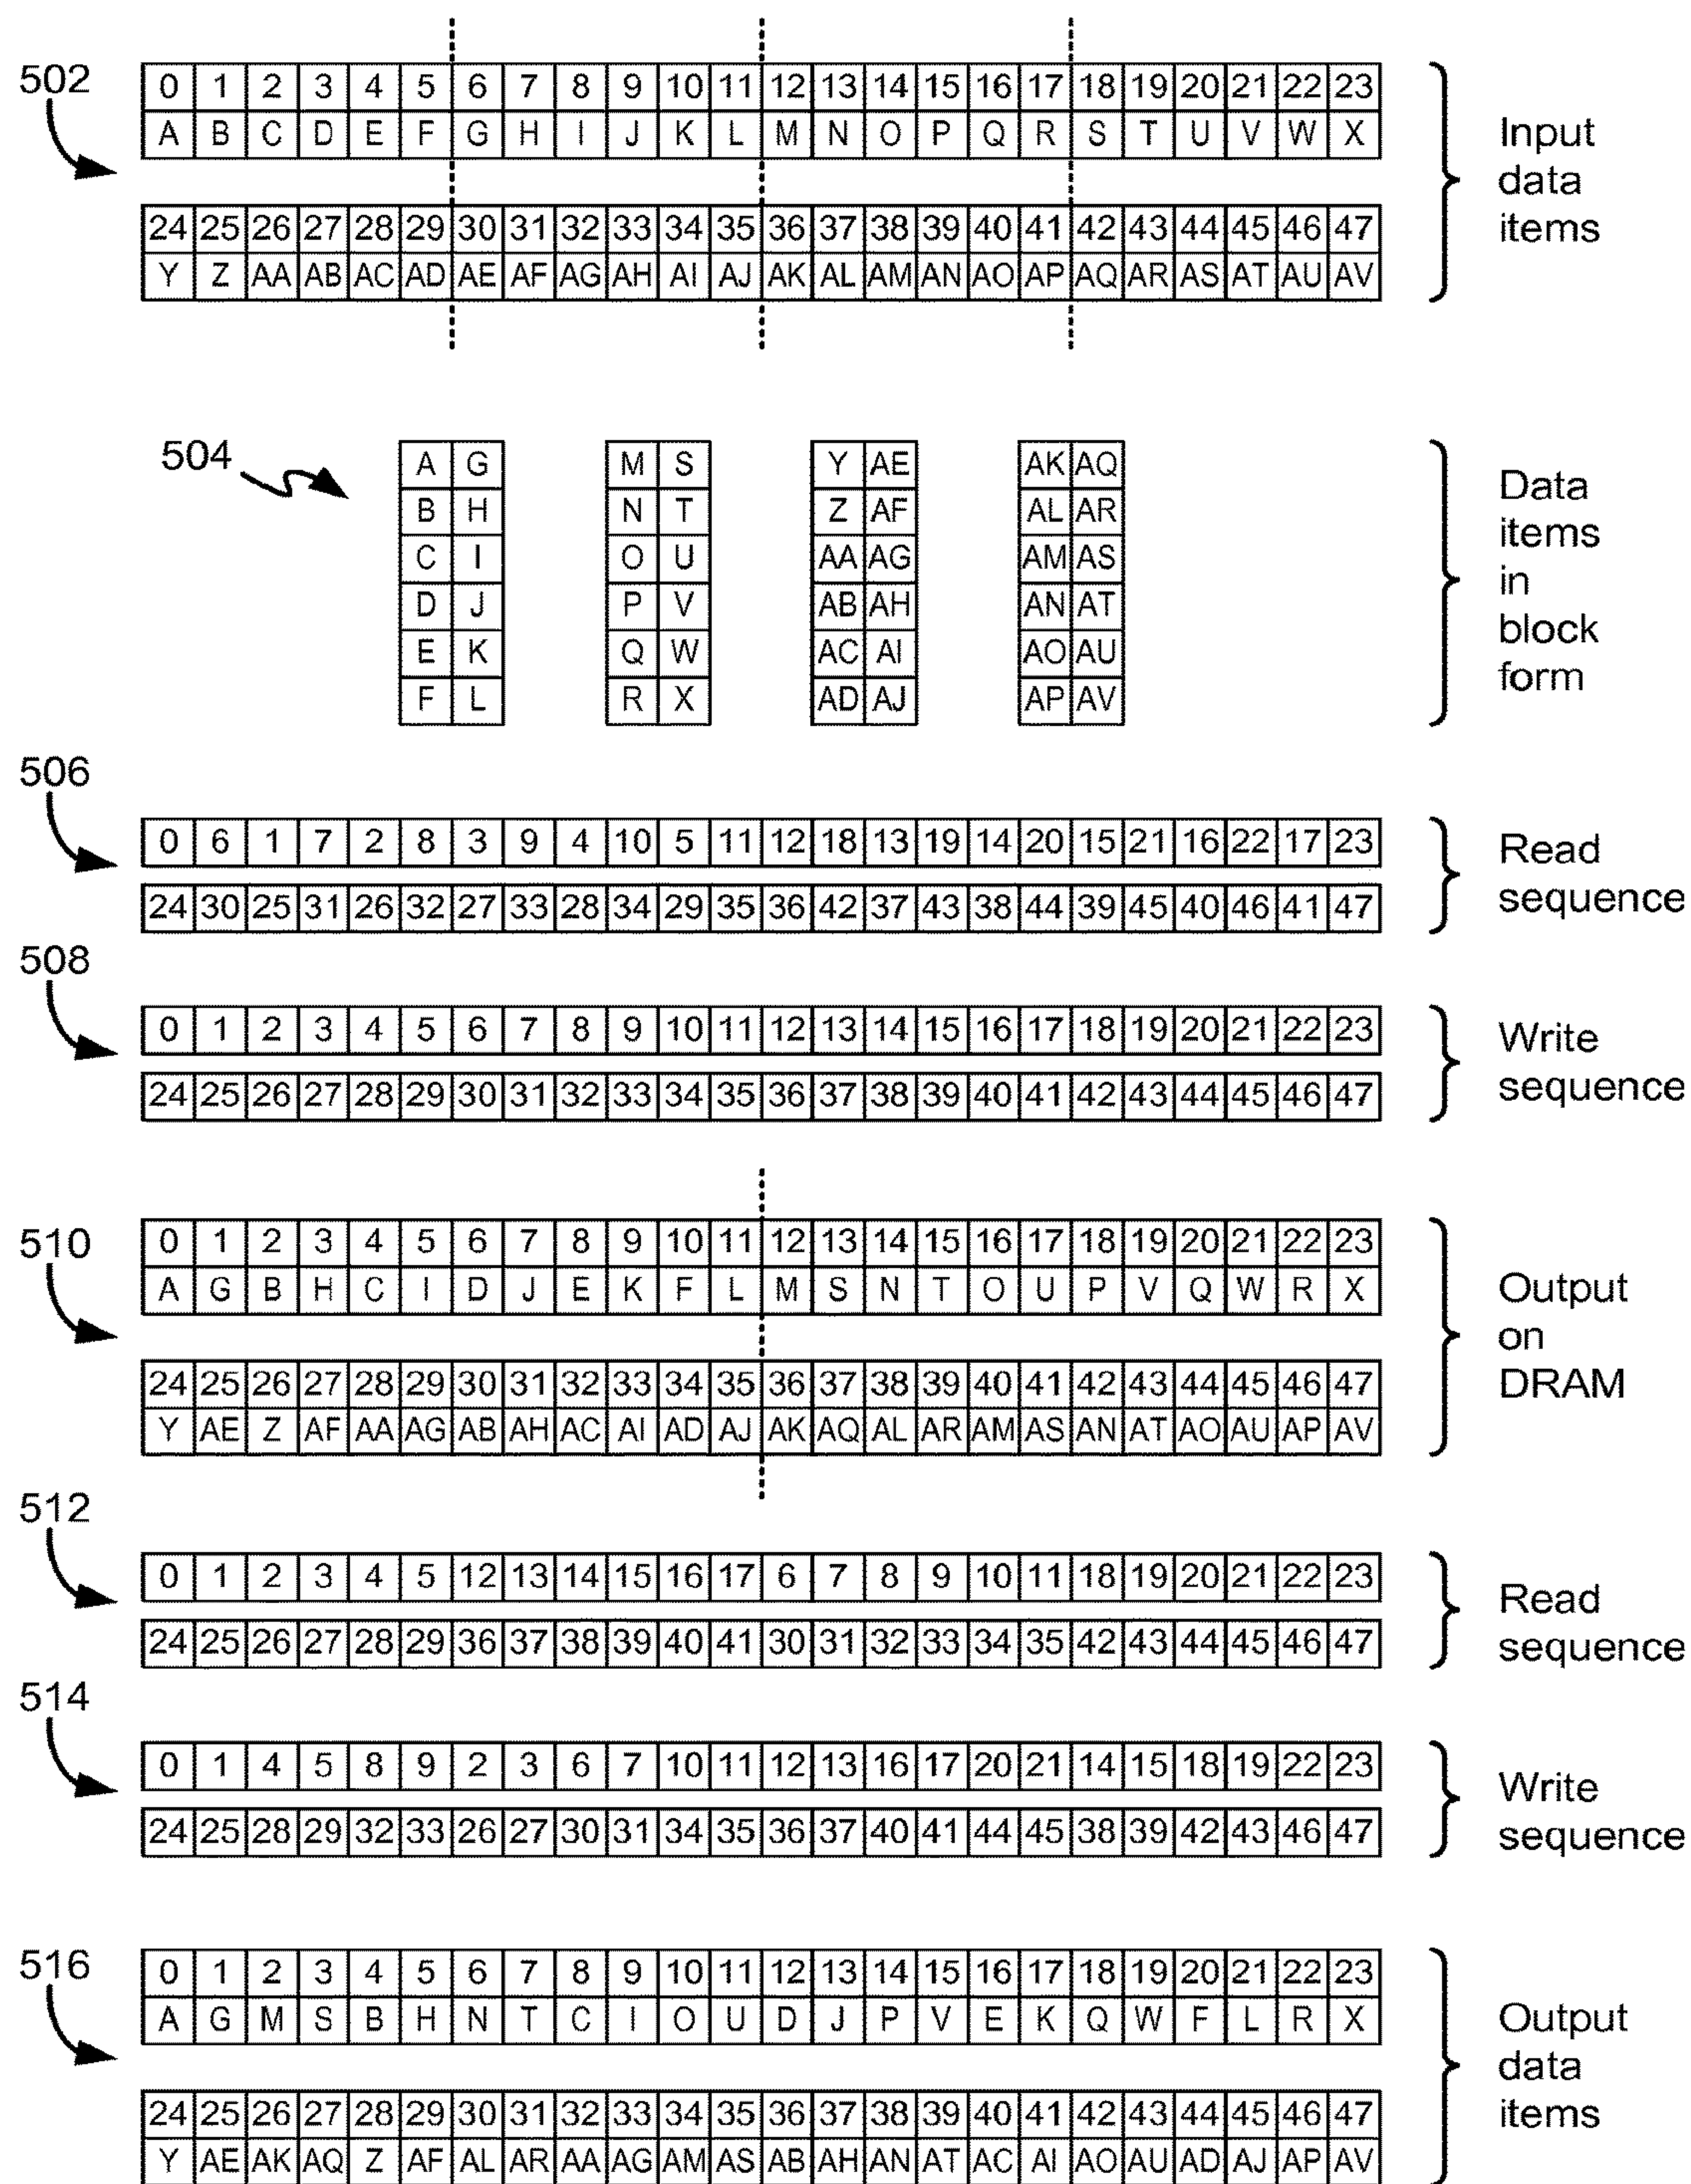 502
0 1 2 3 4 5 6 7 8 9 10 11 12 13 14 15 16 17 18 19 20 21 22 23
A B C D E F G H I J K L M N O P Q R S T U V W X
24 25 26 27 28 29 30 31 32 33 34 35 36 37 38 39 40 41 42 43 44 45 46 47
Y Z AA AB AC AD AE AF AG AH AI AJ AK AL AM AN AO AP AQ AR AS AT AU AV
Input
data
items
504
A G M S Y AE AK AQ
B H N T Z AF AL AR
C I O U AA AG AM AS
D J P V AB AH AN AT
E K Q W AC AI AO AU
F L R X AD AJ AP AV
Data
items
in
block
form
506
0 6 1 7 2 8 3 9 4 10 5 11 12 18 13 19 14 20 15 21 16 22 17 23
24 30 25 31 26 32 27 33 28 34 29 35 36 42 37 43 38 44 39 45 40 46 41 47
Read
sequence
508
0 1 2 3 4 5 6 7 8 9 10 11 12 13 14 15 16 17 18 19 20 21 22 23
24 25 26 27 28 29 30 31 32 33 34 35 36 37 38 39 40 41 42 43 44 45 46 47
Write
sequence
510
0 1 2 3 4 5 6 7 8 9 10 11 12 13 14 15 16 17 18 19 20 21 22 23
A G B H C I D J E K F L M S N T O U P V Q W R X
24 25 26 27 28 29 30 31 32 33 34 35 36 37 38 39 40 41 42 43 44 45 46 47
Y AE Z AF AA AG AB AH AC AI AD AJ AK AQ AL AR AM AS AN AT AO AU AP AV
Output
on
DRAM
512
0 1 2 3 4 5 12 13 14 15 16 17 6 7 8 9 10 11 18 19 20 21 22 23
24 25 26 27 28 29 36 37 38 39 40 41 30 31 32 33 34 35 42 43 44 45 46 47
Read
sequence
514
0 1 4 5 8 9 2 3 6 7 10 11 12 13 16 17 20 21 14 15 18 19 22 23
24 25 28 29 32 33 26 27 30 31 34 35 36 37 40 41 44 45 38 39 42 43 46 47
Write
sequence
516
0 1 2 3 4 5 6 7 8 9 10 11 12 13 14 15 16 17 18 19 20 21 22 23
A G M S B H N T C I O U D J P V E K Q W F L R X
24 25 26 27 28 29 30 31 32 33 34 35 36 37 38 39 40 41 42 43 44 45 46 47
Y AE AK AQ Z AF AL AR AA AG AM AS AB AH AN AT AC AI AO AU AD AJ AP AV
Output
data
items